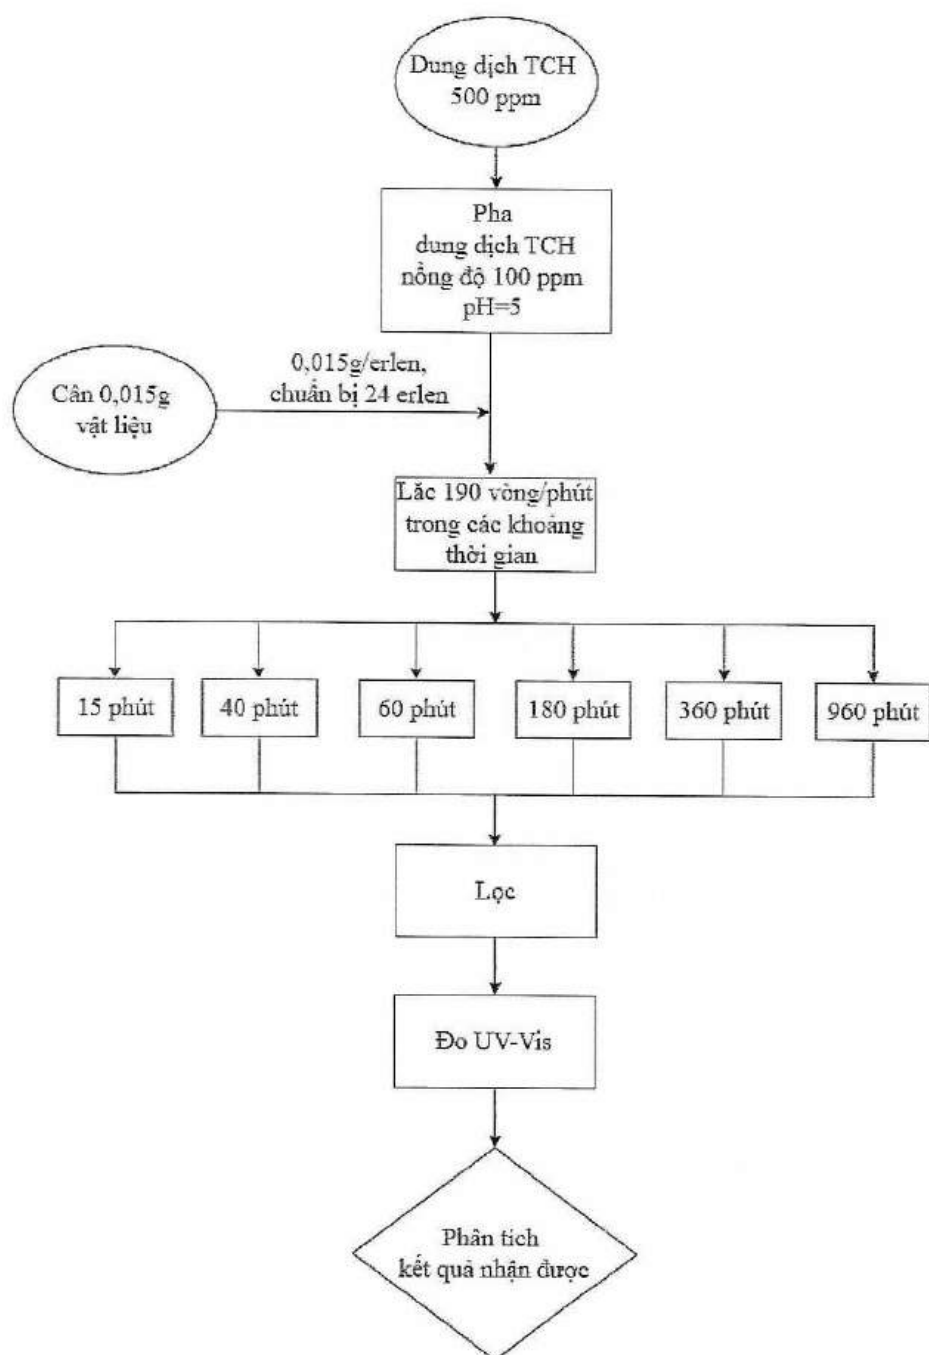 Dung dịch TCH
500 ppm
Pha
dung dịch TCH
nồng độ 100 ppm
pH=5
0,015g/erlen,
chuẩn bị 24 erlen
Cân 0,015g
vật liệu
Lắc 190 vòng/phút
trong các khoảng
thời gian
15 phút
40 phút
60 phút
180 phút
360 phút
960 phút
Lọc
Đo UV-Vis
Phân tích
kết quả nhận được